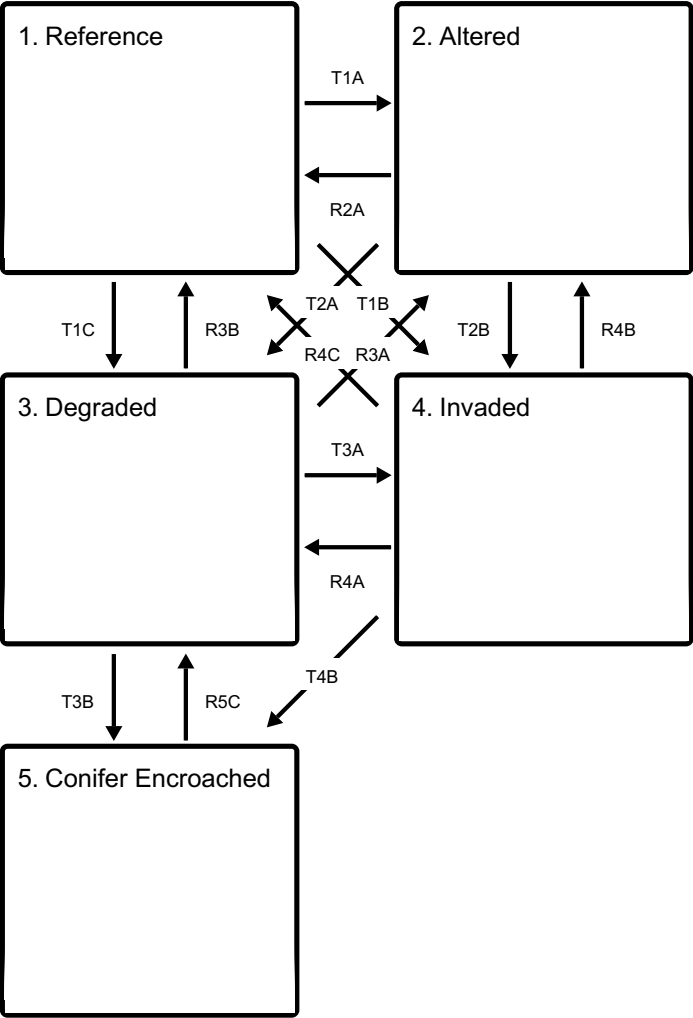 1. Reference
2. Altered
T1A
R2A
T2A
T1B
T1C
R3B
T2B
R4B
R4C
R3A
3. Degraded
4. Invaded
T3A
R4A
T4B
T3B
R5C
5. Conifer Encroached